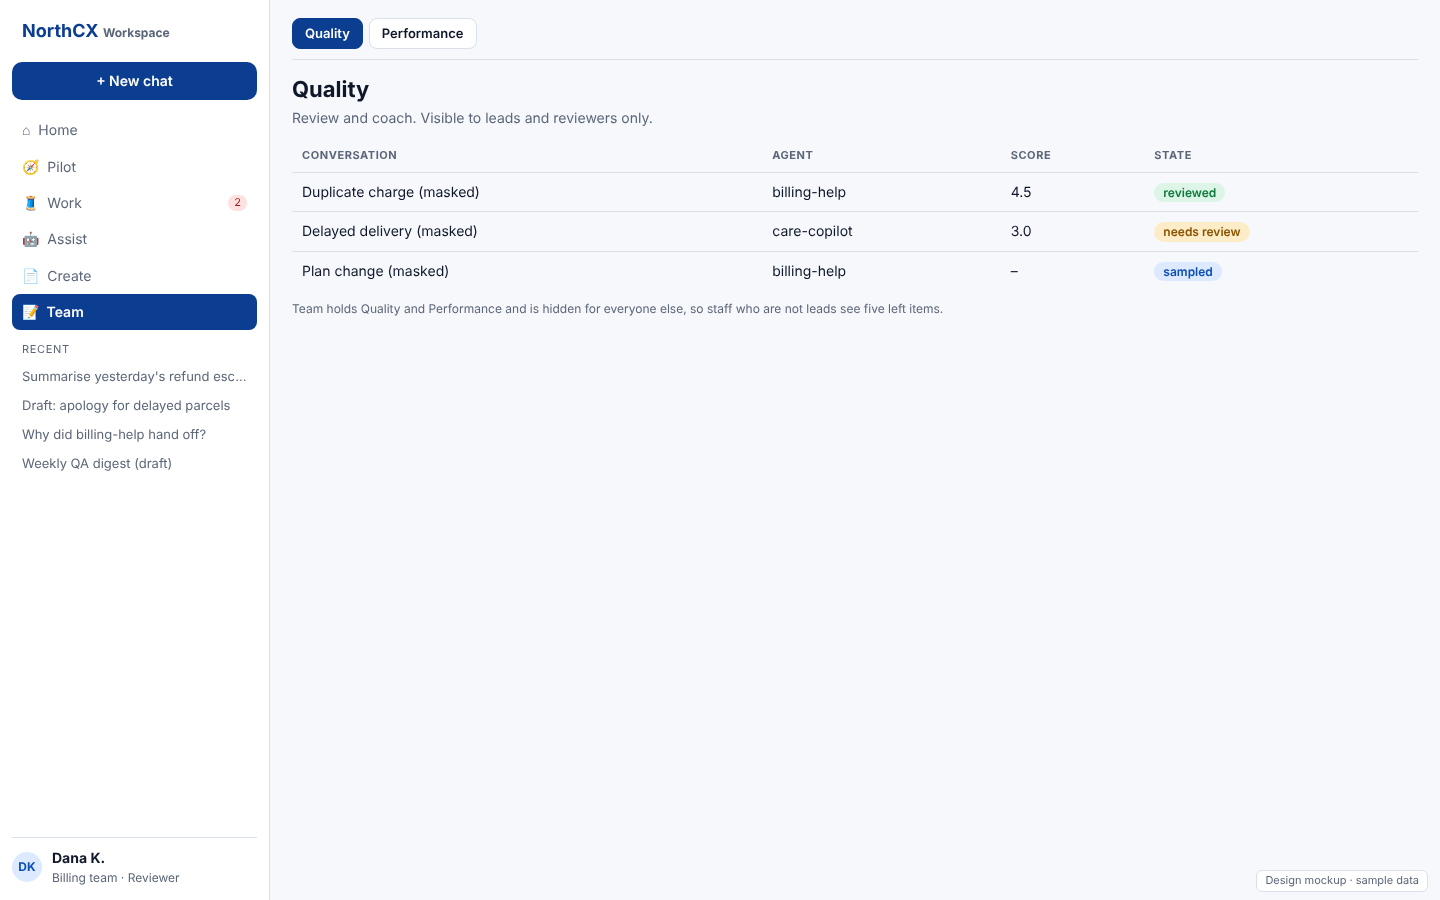 NorthCX Workspace
+ New chat
⌂ Home
🧭 Pilot
🧵 Work 2
🤖 Assist
📄 Create
📝 Team
RECENT
Summarise yesterday's refund esc...
Draft: apology for delayed parcels
Why did billing-help hand off?
Weekly QA digest (draft)
DK
Dana K.
Billing team · Reviewer
Quality Performance
Quality
Review and coach. Visible to leads and reviewers only.
CONVERSATION AGENT SCORE STATE
Duplicate charge (masked) billing-help 4.5 reviewed
Delayed delivery (masked) care-copilot 3.0 needs review
Plan change (masked) billing-help – sampled
Team holds Quality and Performance and is hidden for everyone else, so staff who are not leads see five left items.
Design mockup · sample data